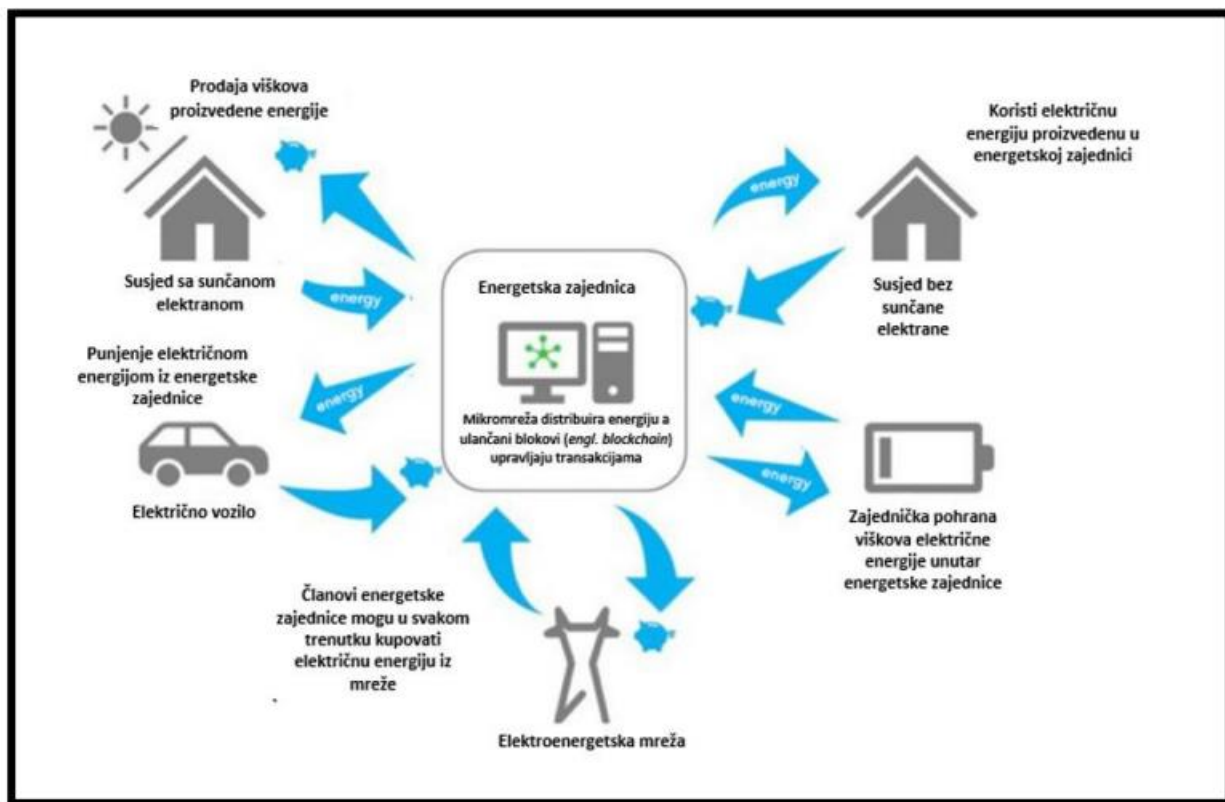 Prodaja viškova
proizvedene energije
Susjed sa sunčanom
elektranom
energy
Punjenje električnom
energijom iz energetske
zajednice
energy
Električno vozilo
Energetska zajednica
Mikromreža distribuira energiju a
ulančani blokovi (engl. blockchain)
upravljaju transakcijama
Koristi električnu
energiju proizvedenu u
energetskoj zajednici
energy
Susjed bez
sunčane
elektrane
energy
energy
Zajednička pohrana
viškova električne
energije unutar
energetske zajednice
Članovi energetske
zajednice mogu u svakom
trenutku kupovati
električnu energiju iz
mreže
Elektroenergetska mreža